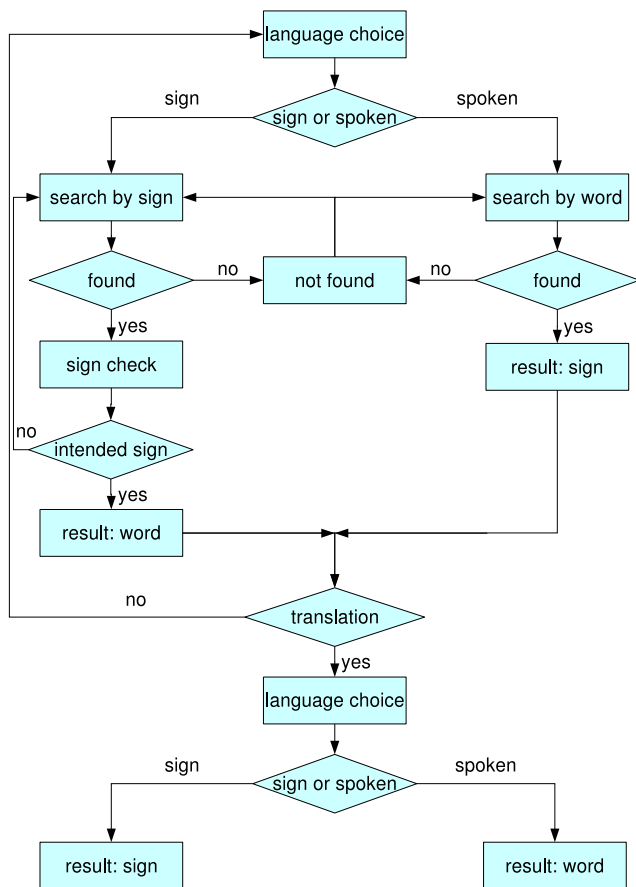 language choice
sign
spoken
sign or spoken
search by sign
search by word
found
no
not found
no
found
yes
yes
sign check
result: sign
no
intended sign
yes
result: word
no
translation
yes
language choice
sign
spoken
sign or spoken
result: sign
result: word